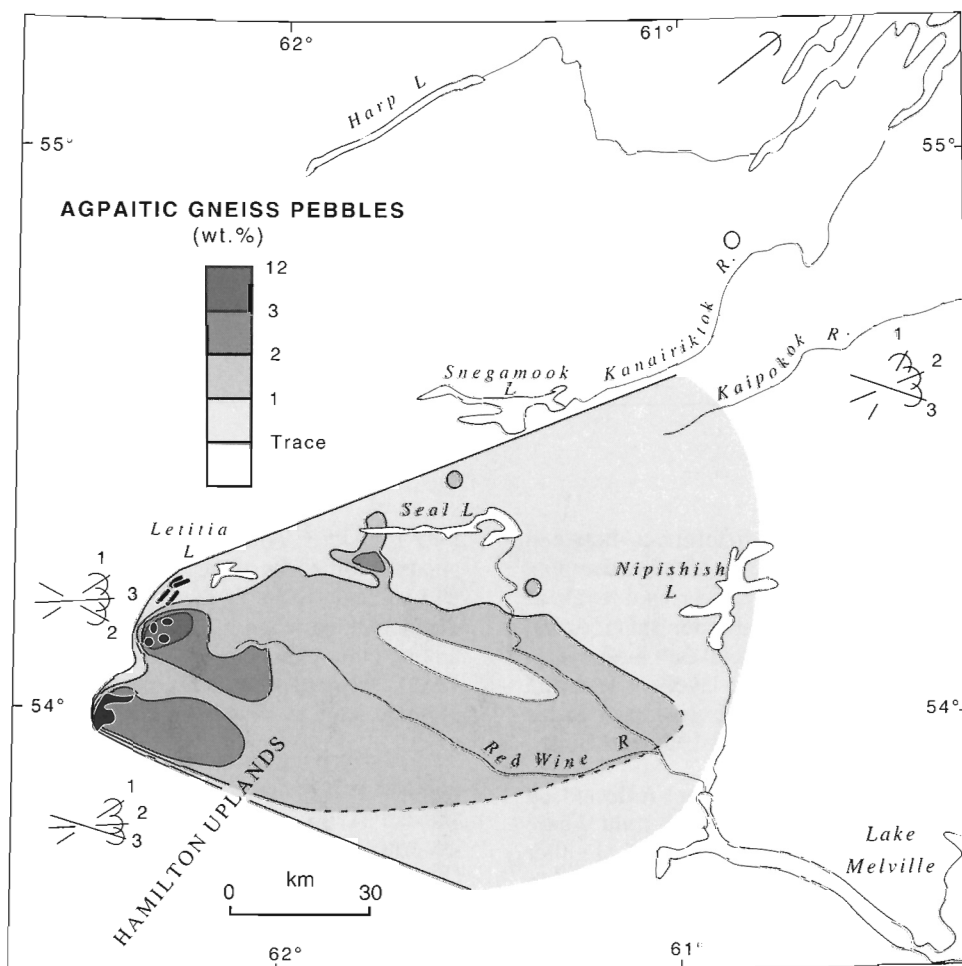 62°
61°
Harp L
55°
55°
AGPAITIC GNEISS PEBBLES
(wt.%)
12
3
2
1
Trace
Kanairiktok R.
Snegamook
L
Kaipokok R.
1
2
3
Letitia
L
Seal L
Nipishish
L
1
3
2
54°
54°
Red Wine R
HAMILTON UPLANDS
1
2
3
km
0 30
Lake
Melville
62°
61°